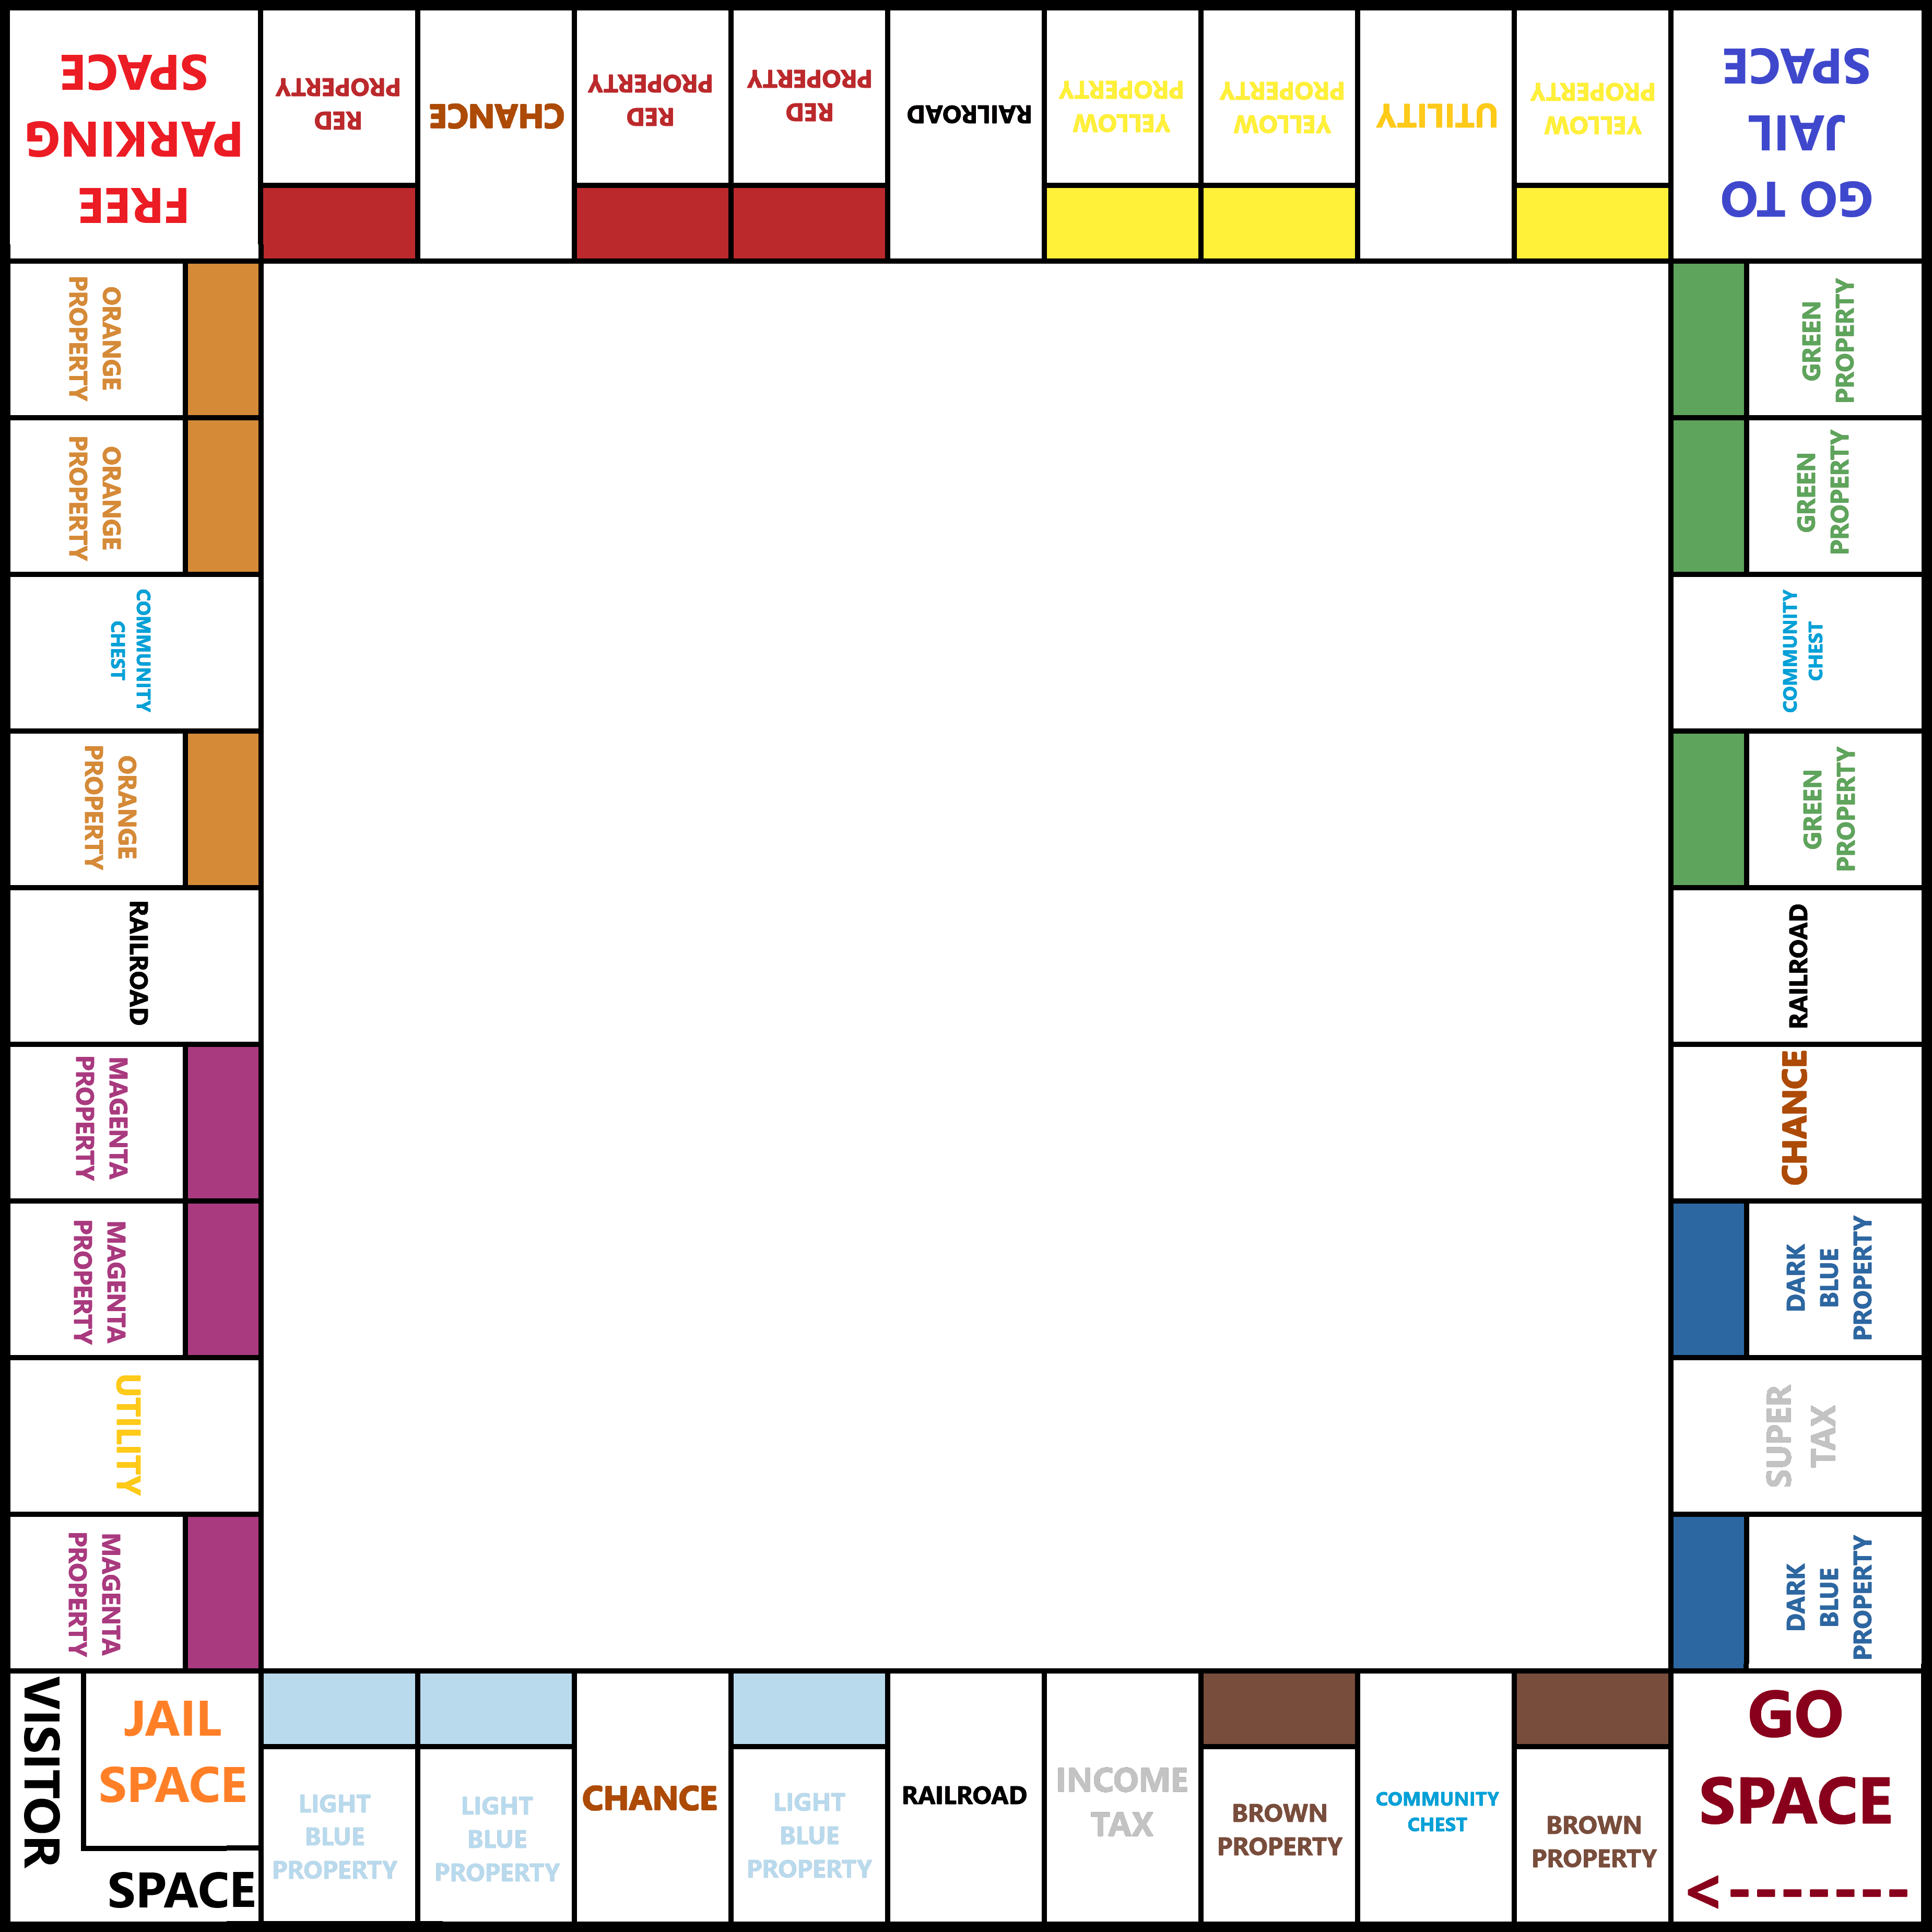 FREE
PARKING
SPACE
RED
PROPERTY
CHANCE
RED
PROPERTY
RED
PROPERTY
RAILROAD
YELLOW
PROPERTY
YELLOW
PROPERTY
UTILITY
YELLOW
PROPERTY
GO TO
JAIL
SPACE
GREEN
PROPERTY
GREEN
PROPERTY
COMMUNITY
CHEST
GREEN
PROPERTY
RAILROAD
CHANCE
DARK
BLUE
PROPERTY
SUPER
TAX
DARK
BLUE
PROPERTY
GO
SPACE
<-------
BROWN
PROPERTY
COMMUNITY
CHEST
BROWN
PROPERTY
INCOME
TAX
RAILROAD
LIGHT
BLUE
PROPERTY
CHANCE
LIGHT
BLUE
PROPERTY
LIGHT
BLUE
PROPERTY
JAIL
SPACE
VISITOR
SPACE
MAGENTA
PROPERTY
UTILITY
MAGENTA
PROPERTY
MAGENTA
PROPERTY
RAILROAD
ORANGE
PROPERTY
COMMUNITY
CHEST
ORANGE
PROPERTY
ORANGE
PROPERTY